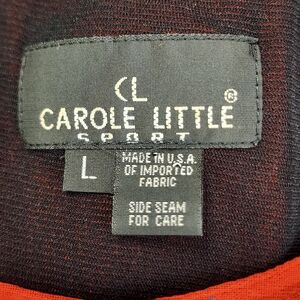 CL
CAROLE LITTLE ®
SPORT
L
MADE IN U.S.A.
OF IMPORTED
FABRIC
SIDE SEAM
FOR CARE